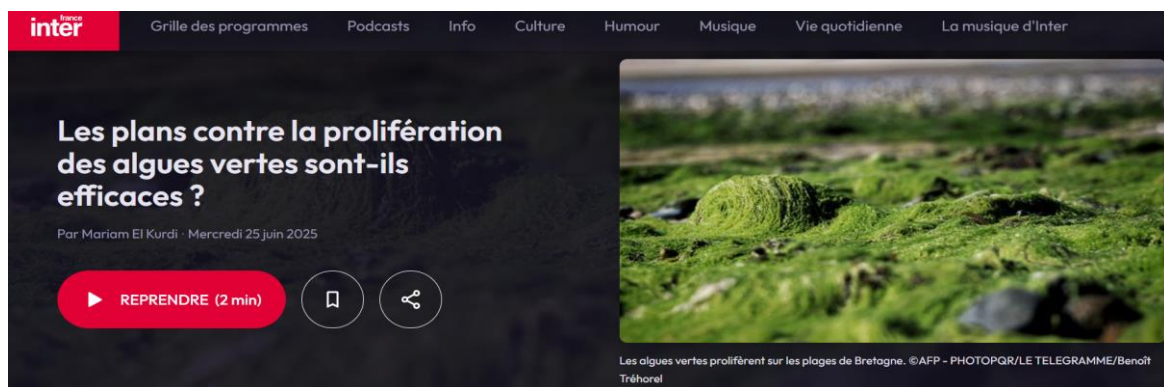 france
inter
Grille des programmes Podcasts Info Culture Humour Musique Vie quotidienne La musique d'Inter
Les plans contre la prolifération
des algues vertes sont-ils
efficaces ?
Par Mariam El Kurdi · Mercredi 25 juin 2025
REPRENDRE (2 min)
Les algues vertes prolifèrent sur les plages de Bretagne. ©AFP - PHOTOPQR/LE TELEGRAMME/Benoît
Tréhorel